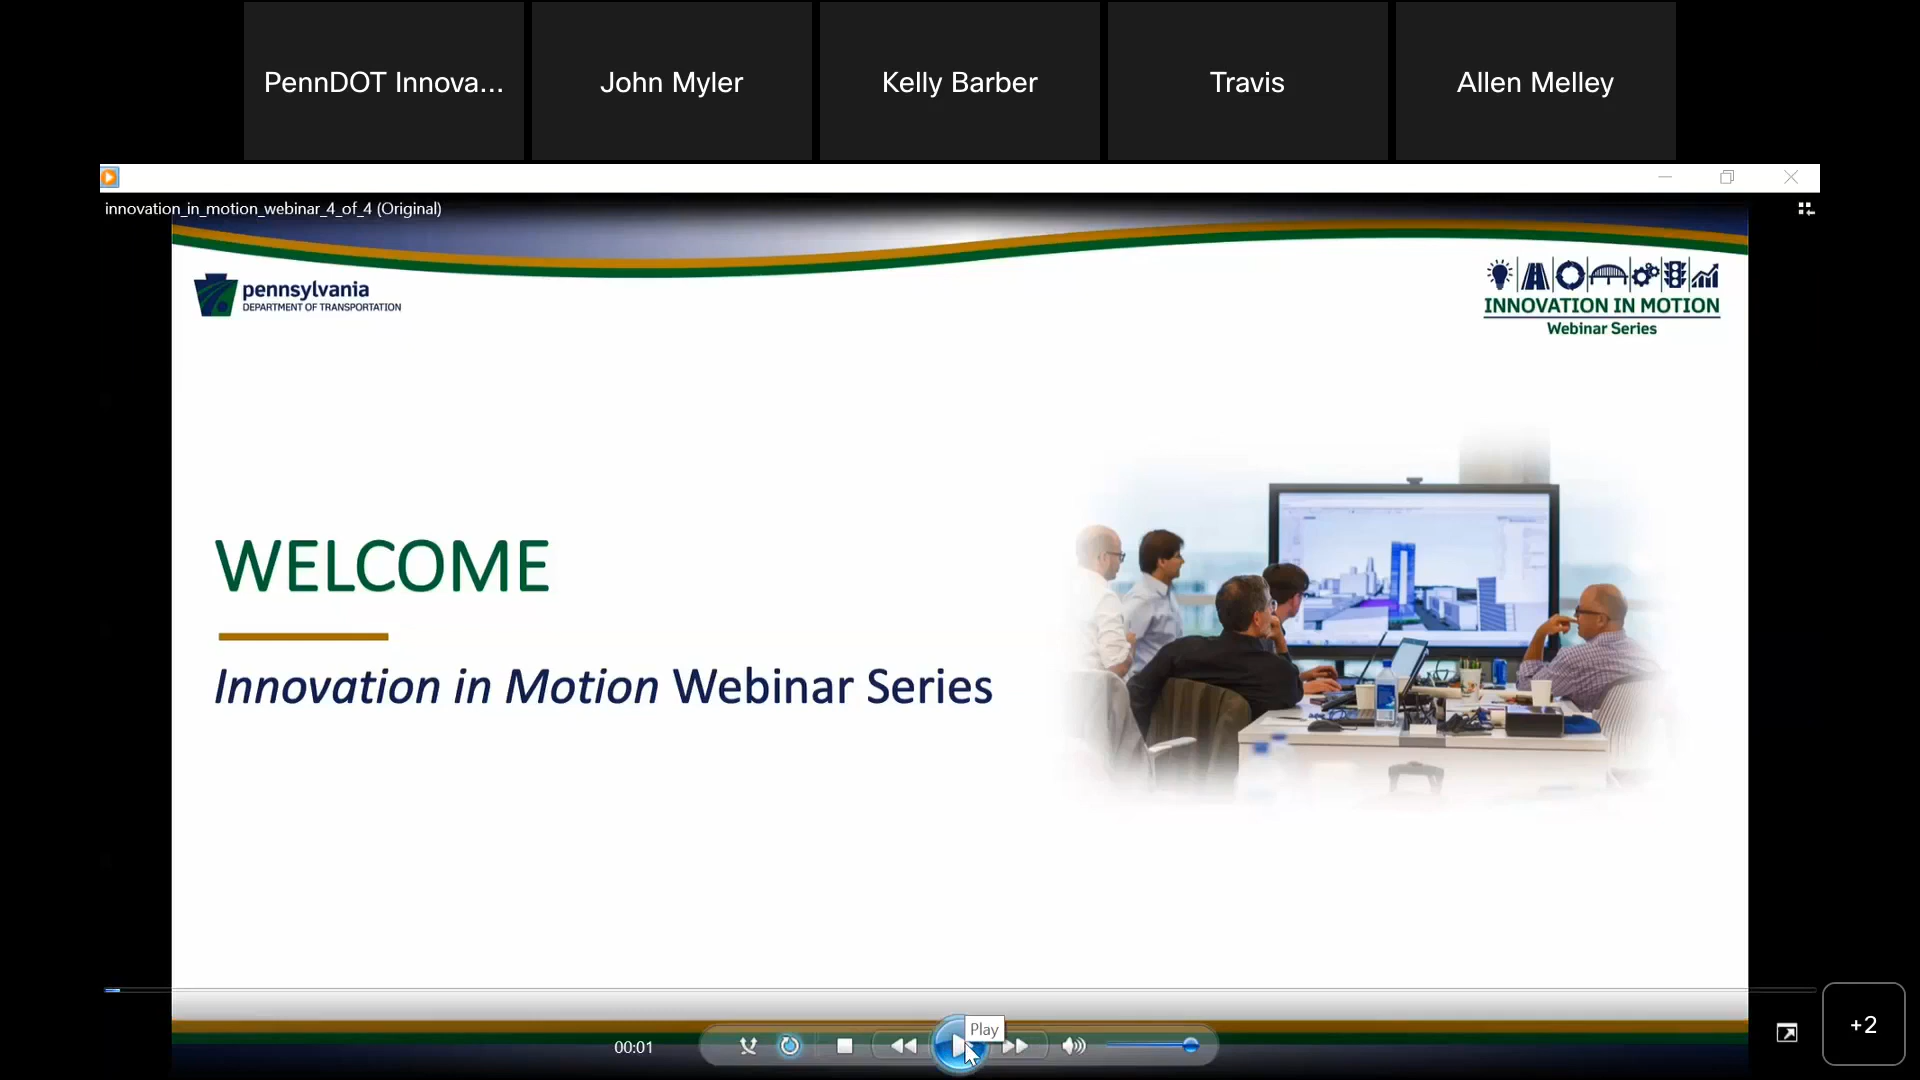 PennDOT Innova...
John Myler
Kelly Barber
Travis
Allen Melley
innovation_in_motion_webinar_4_of_4 (Original)
pennsylvania
DEPARTMENT OF TRANSPORTATION
INNOVATION IN MOTION
Webinar Series
WELCOME
Innovation in Motion Webinar Series
Play
00:01
+2